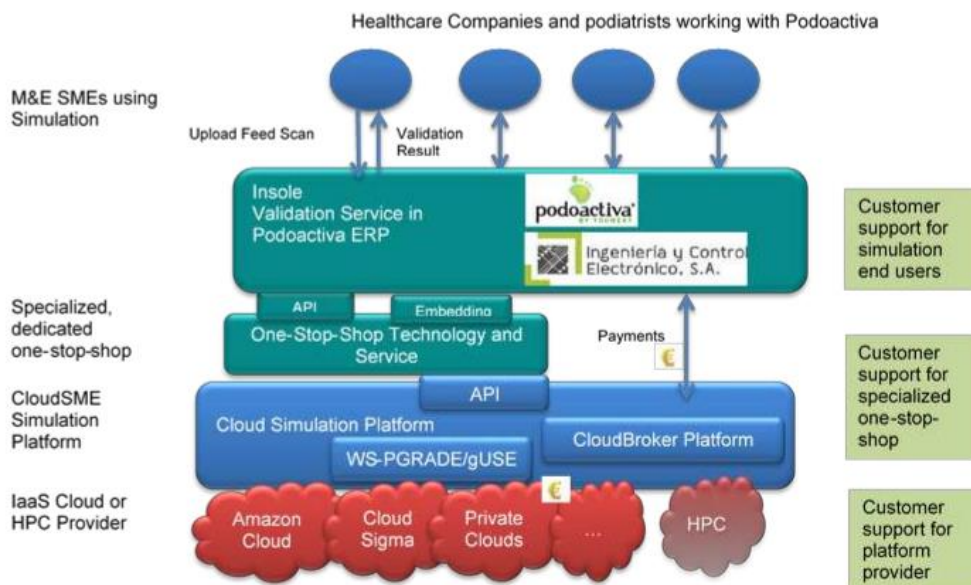 Healthcare Companies and podiatrists working with Podoactiva
M&E SMEs using
Simulation
Upload Feed Scan
Validation
Result
Insole
Validation Service in
Podoactiva ERP
podoactiva
BY YOUNEXT
Ingeniería y Control
Electrónico, S.A.
Customer
support for
simulation
end users
Specialized,
dedicated
one-stop-shop
API
Embedding
One-Stop-Shop Technology and
Service
Payments
€
Customer
support for
specialized
one-stop-
shop
CloudSME
Simulation
Platform
API
Cloud Simulation Platform
CloudBroker Platform
WS-PGRADE/gUSE
€
IaaS Cloud or
HPC Provider
Amazon
Cloud
Cloud
Sigma
Private
Clouds
...
HPC
Customer
support for
platform
provider